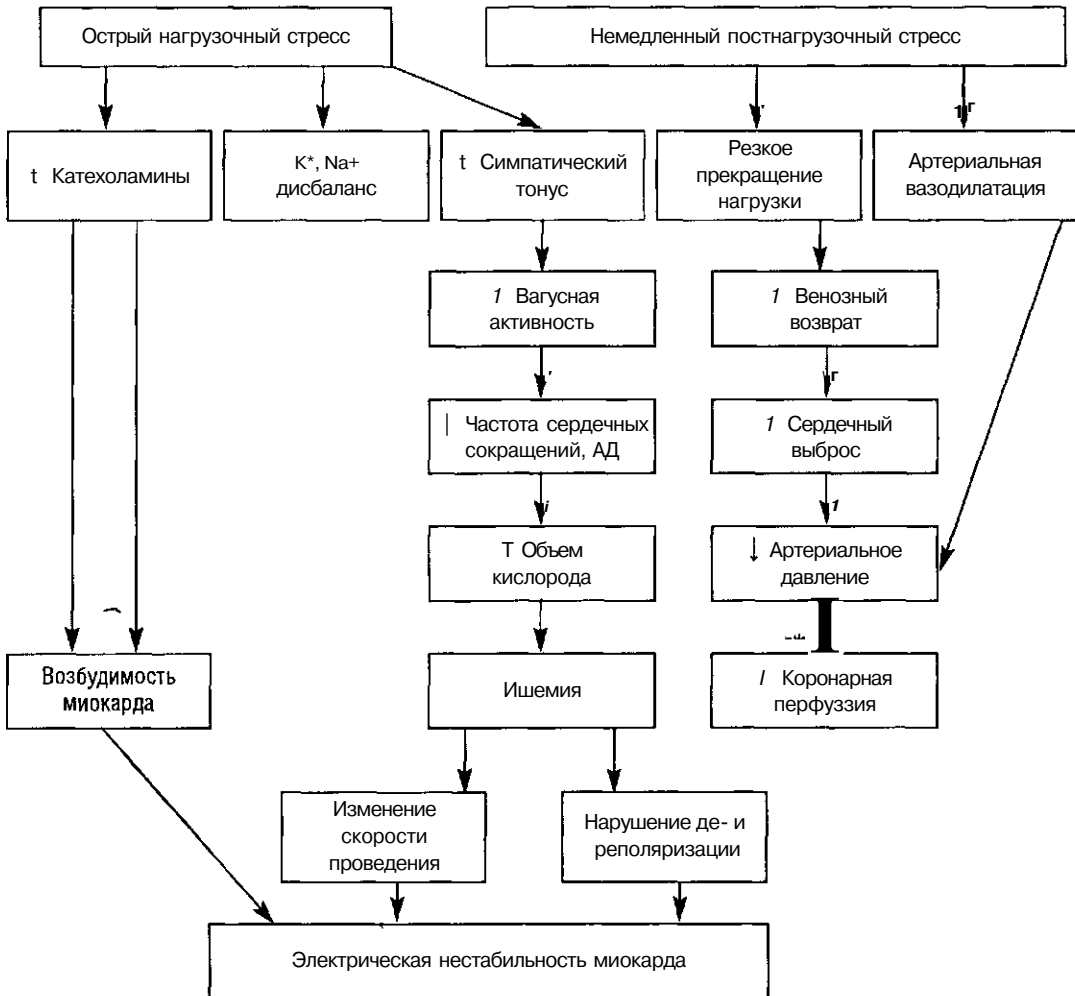 Острый нагрузочный стресс
Немедленный постнагрузочный стресс
t Катехоламины
K*, Na+
дисбаланс
t Симпатический
тонус
Резкое
прекращение
нагрузки
Артериальная
вазодилатация
1 Вагусная
активность
1 Венозный
возврат
| Частота сердечных
сокращений, АД
1 Сердечный
выброс
Т Объем
кислорода
↓ Артериальное
давление
Возбудимость
миокарда
Ишемия
I Коронарная
перфуззия
Изменение
скорости
проведения
Нарушение де- и
реполяризации
Электрическая нестабильность миокарда